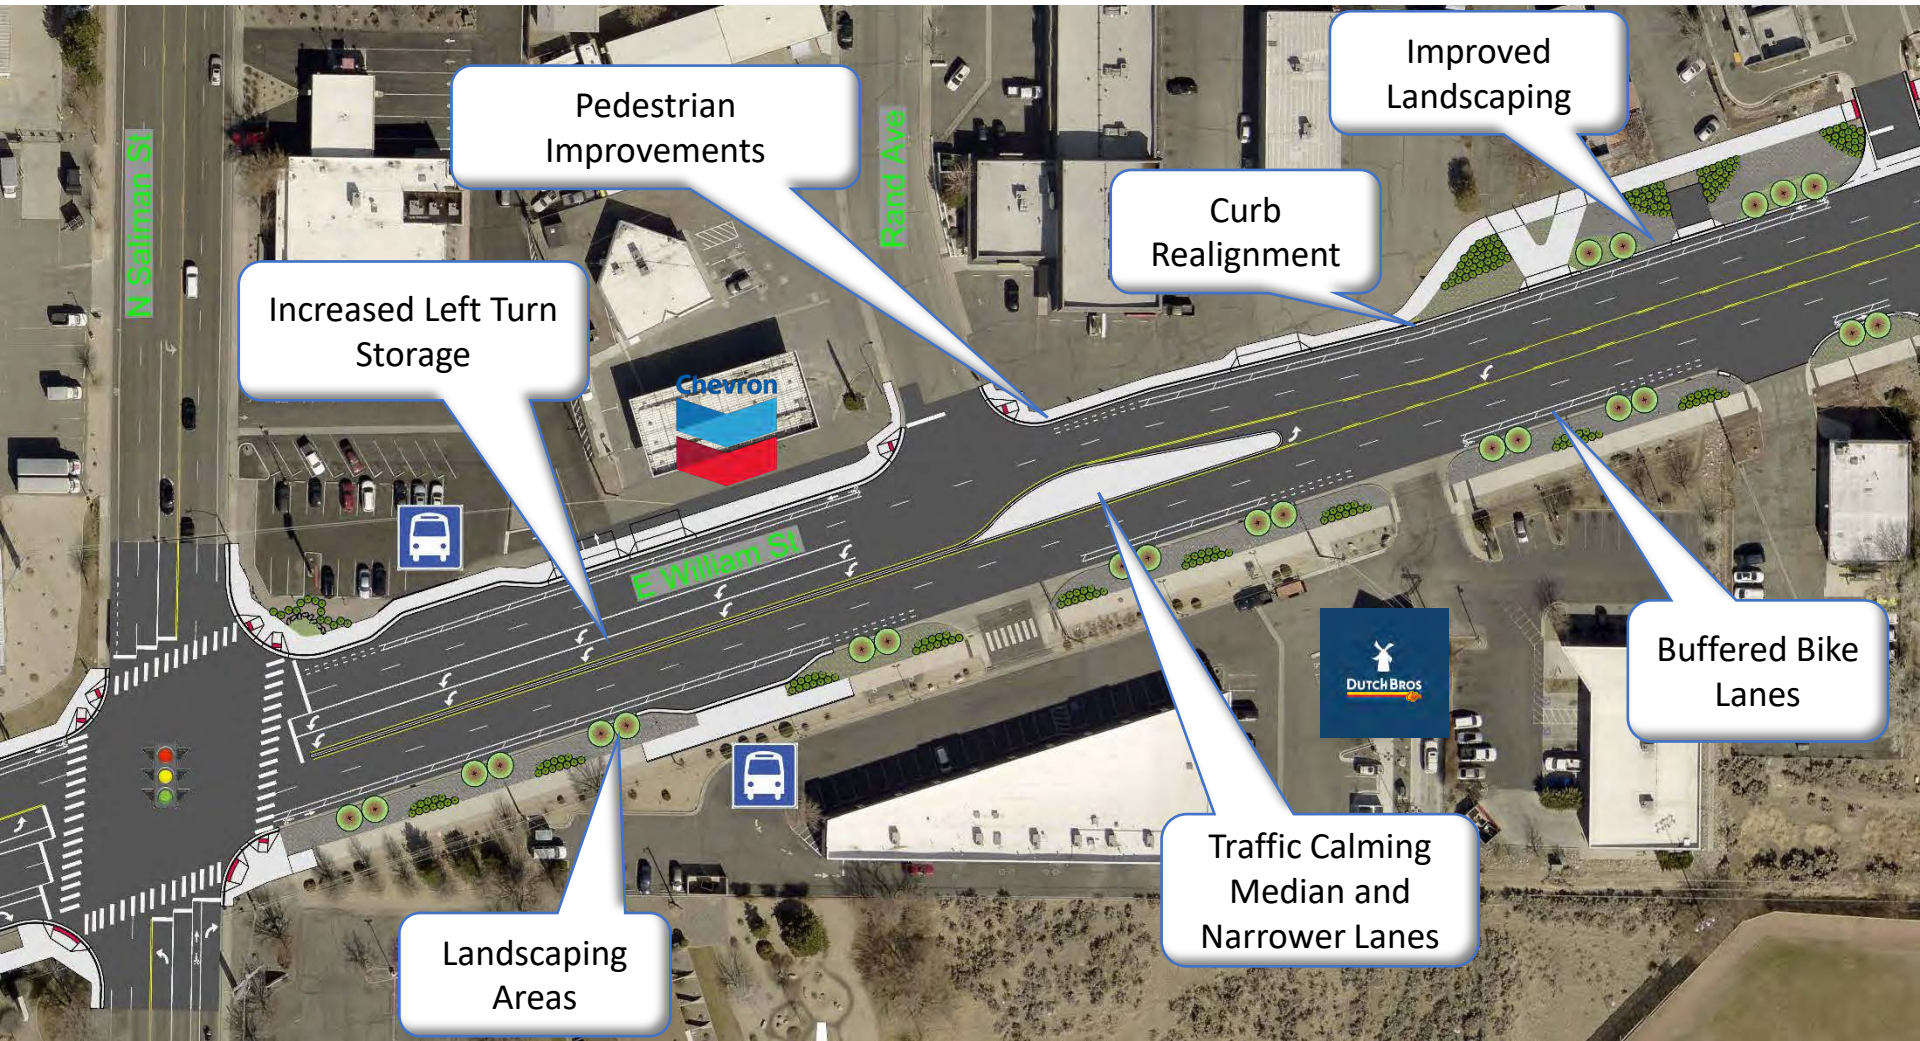 Improved
Landscaping
Pedestrian
Improvements
N Saliman St
Rand Ave
Curb
Realignment
Increased Left Turn
Storage
Chevron
E William St
Buffered Bike
Lanes
DUTCH BROS
Traffic Calming
Median and
Narrower Lanes
Landscaping
Areas